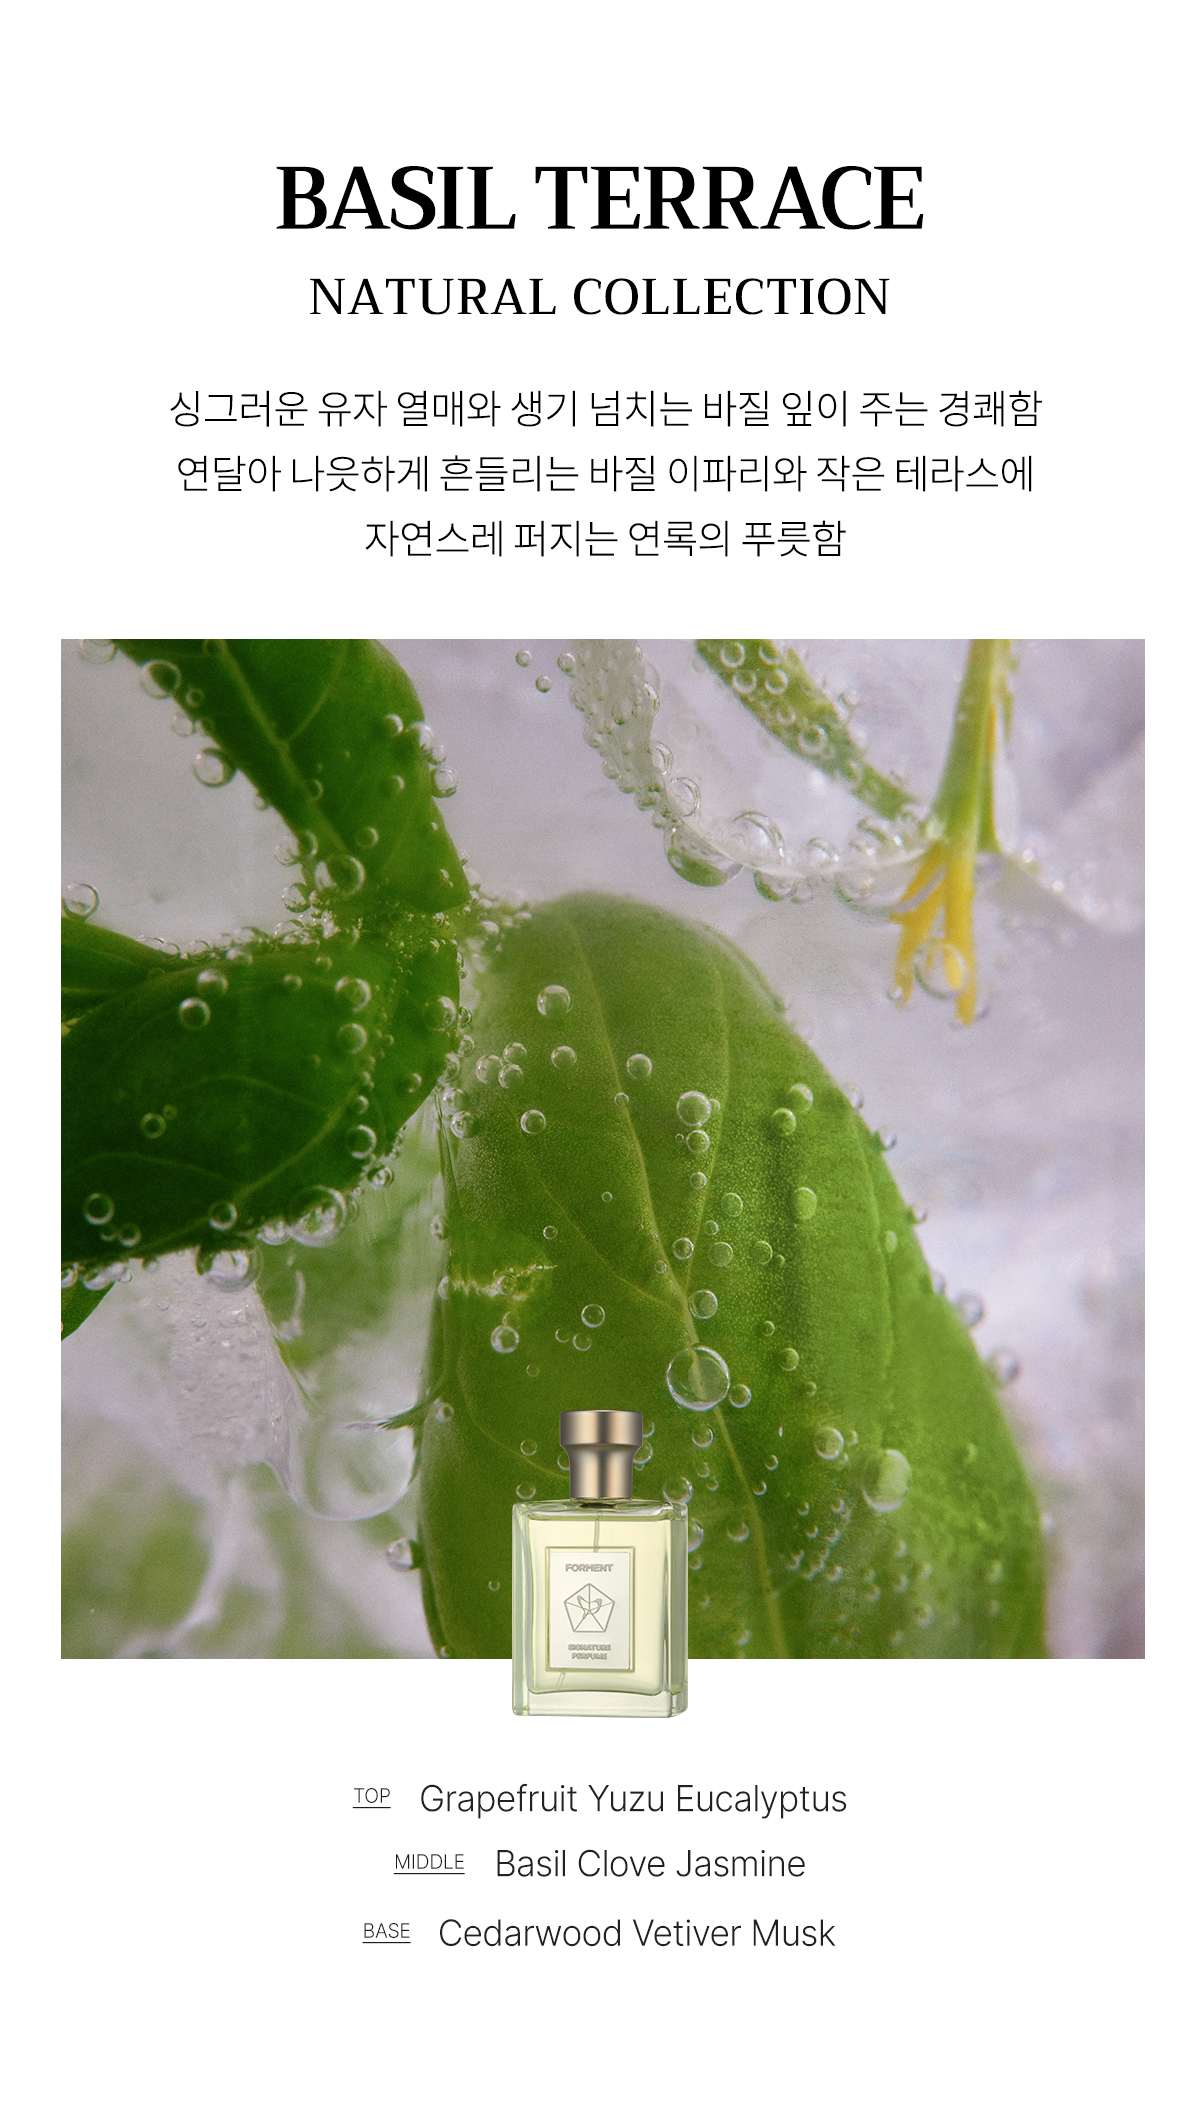 BASIL TERRACE
NATURAL COLLECTION
싱그러운 유자 열매와 생기 넘치는 바질 잎이 주는 경쾌함
연달아 나읏하게 흔들리는 바질 이파리와 작은 테라스에
자연스레 퍼지는 연록의 푸릇함
FORMENT
SIGNATURE
PERFUME
TOP Grapefruit Yuzu Eucalyptus
MIDDLE Basil Clove Jasmine
BASE Cedarwood Vetiver Musk